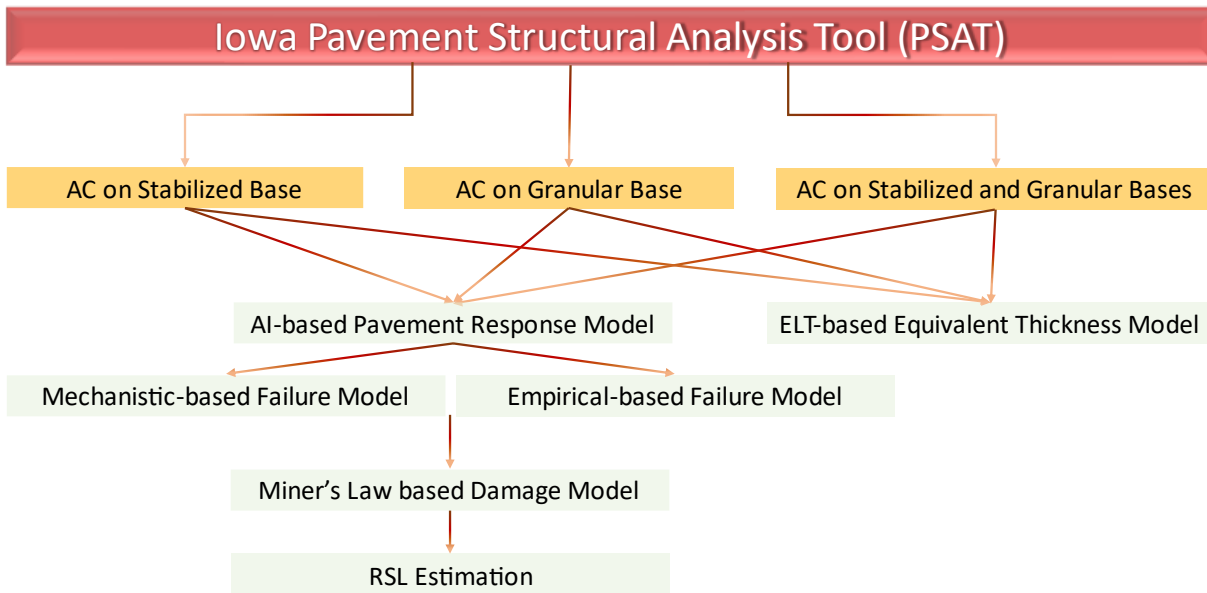 Iowa Pavement Structural Analysis Tool (PSAT)
AC on Stabilized Base
AC on Granular Base
AC on Stabilized and Granular Bases
AI-based Pavement Response Model
ELT-based Equivalent Thickness Model
Mechanistic-based Failure Model
Empirical-based Failure Model
Miner’s Law based Damage Model
RSL Estimation